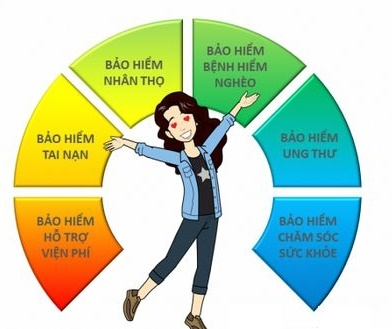 BẢO HIỂM
HỖ TRỢ
VIỆN PHÍ
BẢO HIỂM
TAI NẠN
BẢO HIỂM
NHÂN THỌ
BẢO HIỂM
BỆNH HIỂM
NGHÈO
BẢO HIỂM
UNG THƯ
BẢO HIỂM
CHĂM SÓC
SỨC KHỎE